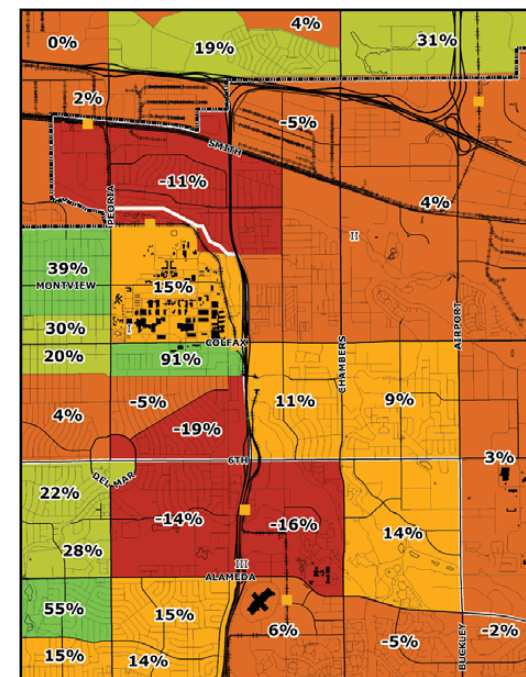 4%
0%
19%
31%
2%
-5%
SMITH
-11%
PEORIA
4%
II
39%
MONTVIEW
15%
30%
I
AIRPORT
20%
COLFAX
91%
CHAMBERS
4%
-5%
11%
9%
-19%
6TH
3%
DEL MAR
22%
-14%
-16%
14%
28%
III
ALAMEDA
55%
15%
6%
-5%
-2%
15%
14%
BUCKLEY